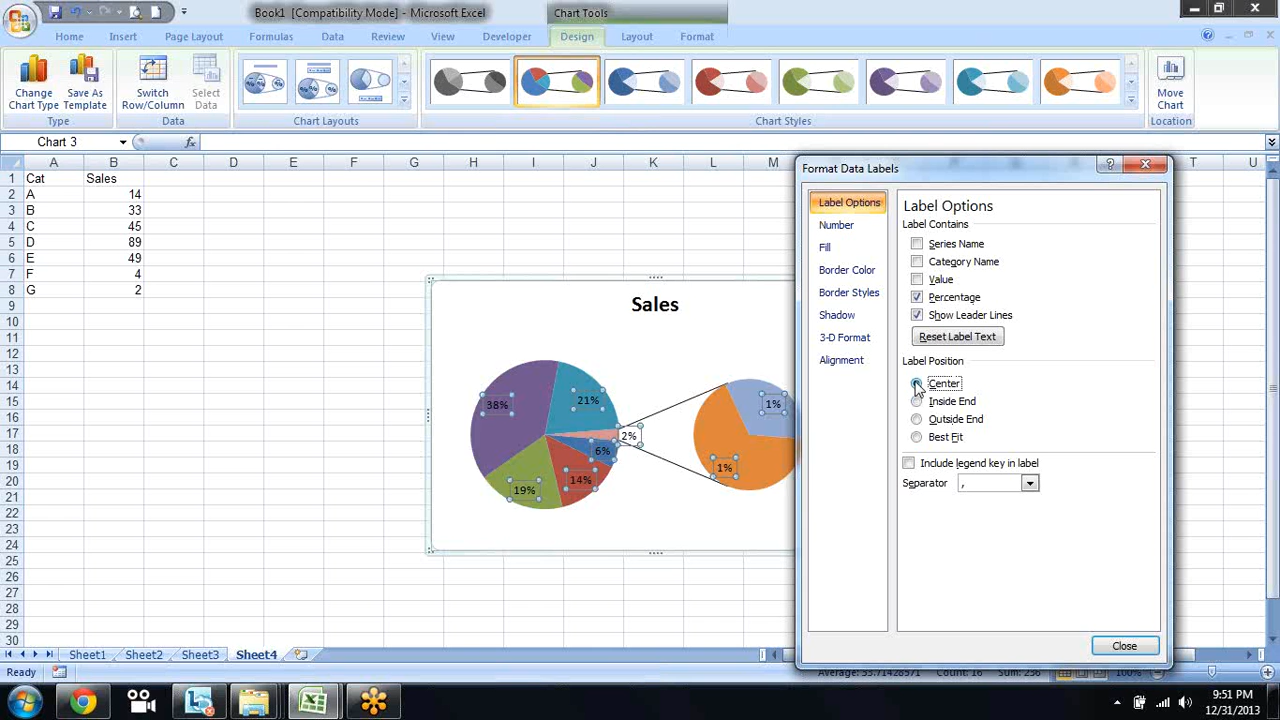 Book1 [Compatibility Mode] - Microsoft Excel
Chart Tools
Home Insert Page Layout Formulas Data Review View Developer Design Layout Format
Change Chart Type
Save As Template
Switch Row/Column
Select Data
Move Chart
Type
Data
Chart Layouts
Chart Styles
Location
Chart 3
fx
A B C D E F G H I J K L M T U
1 Cat Sales
2 A 14
3 B 33
4 C 45
5 D 89
6 E 49
7 F 4
8 G 2
9
10
11
12
13
14
15
16
17
18
19
20
21
22
23
24
25
26
27
28
29
30
Sales
38%
21%
2%
6%
14%
19%
1%
1%
Format Data Labels
Label Options
Number
Fill
Border Color
Border Styles
Shadow
3-D Format
Alignment
Label Options
Label Contains
Series Name
Category Name
Value
Percentage
Show Leader Lines
Reset Label Text
Label Position
Center
Inside End
Outside End
Best Fit
Include legend key in label
Separator ,
Close
Sheet1 Sheet2 Sheet3 Sheet4
Ready
100%
9:51 PM
12/31/2013